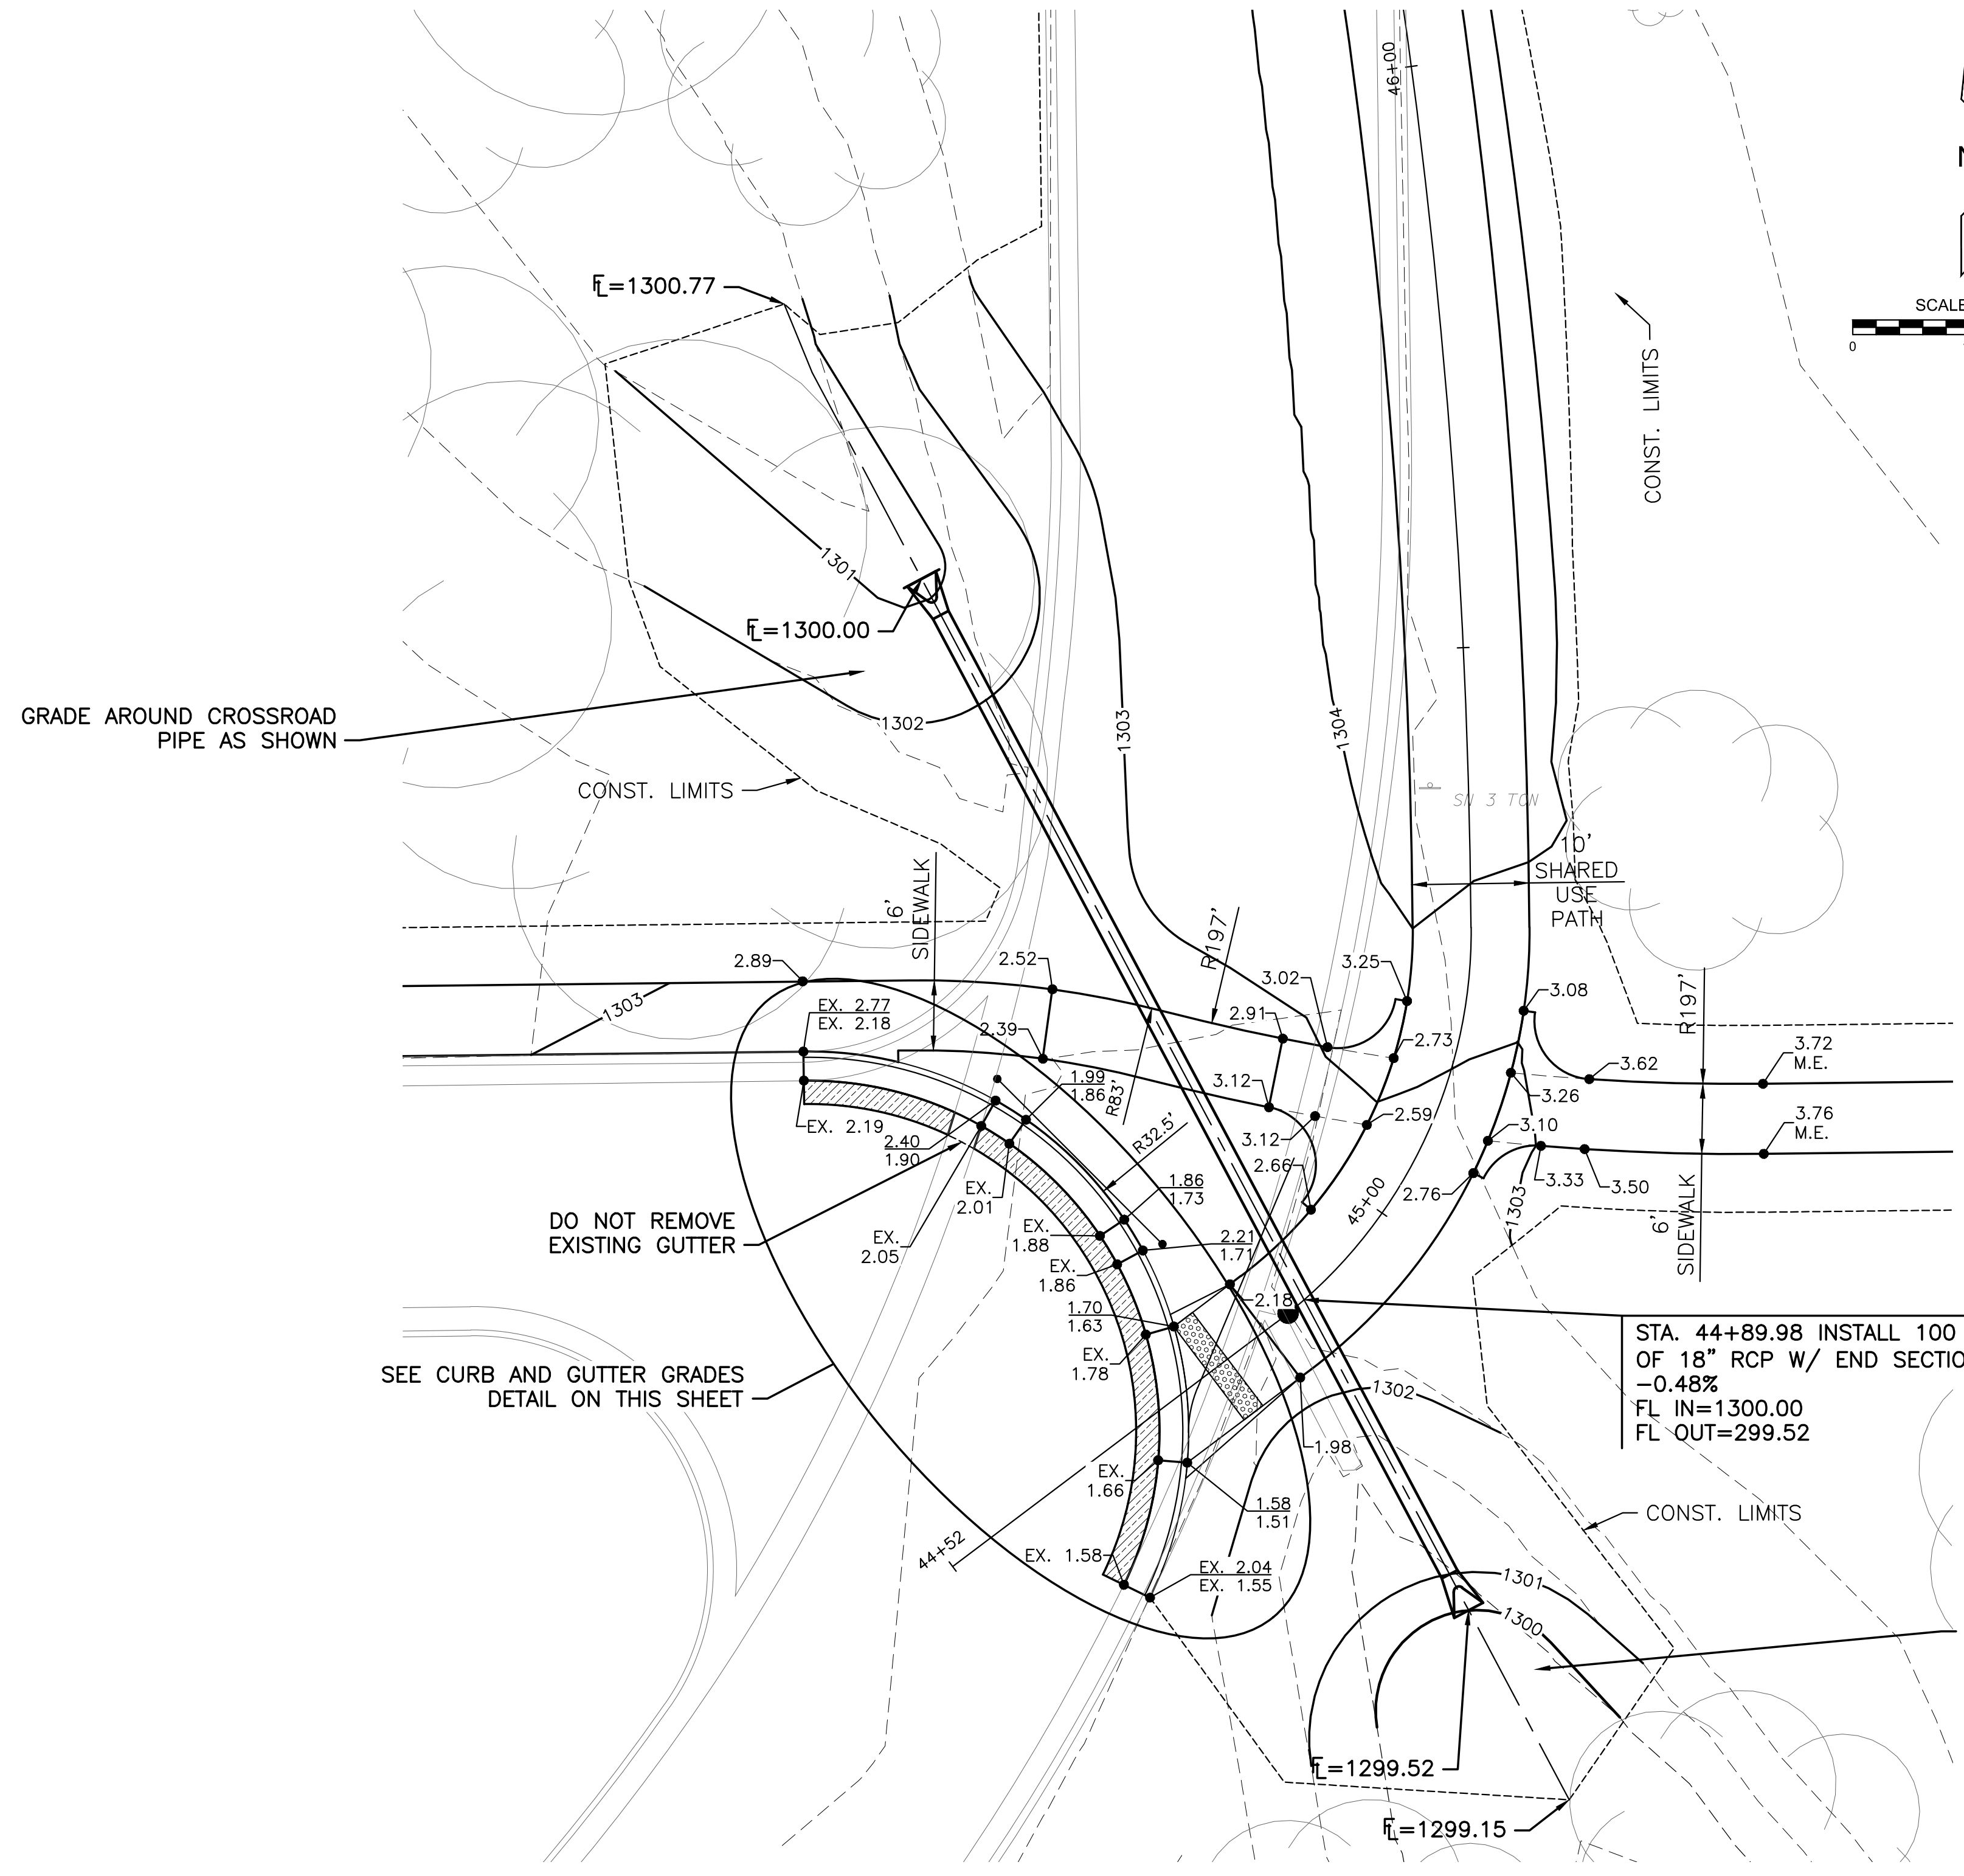 46+00
N
SCALE
0
CONST. LIMITS
℄=1300.77
1301
℄=1300.00
GRADE AROUND CROSSROAD
PIPE AS SHOWN
1302
1303
1304
CONST. LIMITS
SN 3 TON
10'
SHARED
USE
PATH
6'
SIDEWALK
R197'
2.89
2.52
3.02
3.25
3.08
R197'
1303
EX. 2.77
EX. 2.18
2.39
2.91
2.73
3.62
3.72
M.E.
1.99
1.86
R83'
3.12
3.26
EX. 2.19
2.40
1.90
R32.5'
3.12
2.59
3.10
3.76
M.E.
2.66
EX.
2.01
1.86
1.73
45+00
2.76
1303
3.33
3.50
6'
SIDEWALK
DO NOT REMOVE
EXISTING GUTTER
EX.
2.05
EX.
1.88
2.21
1.71
EX.
1.86
2.18
1.70
1.63
EX.
1.78
SEE CURB AND GUTTER GRADES
DETAIL ON THIS SHEET
1302
STA. 44+89.98 INSTALL 100
OF 18" RCP W/ END SECTIO
-0.48%
FL IN=1300.00
FL OUT=299.52
1.98
EX.
1.66
1.58
1.51
CONST. LIMITS
44+52
EX. 1.58
EX. 2.04
EX. 1.55
1301
1300
℄=1299.52
℄=1299.15